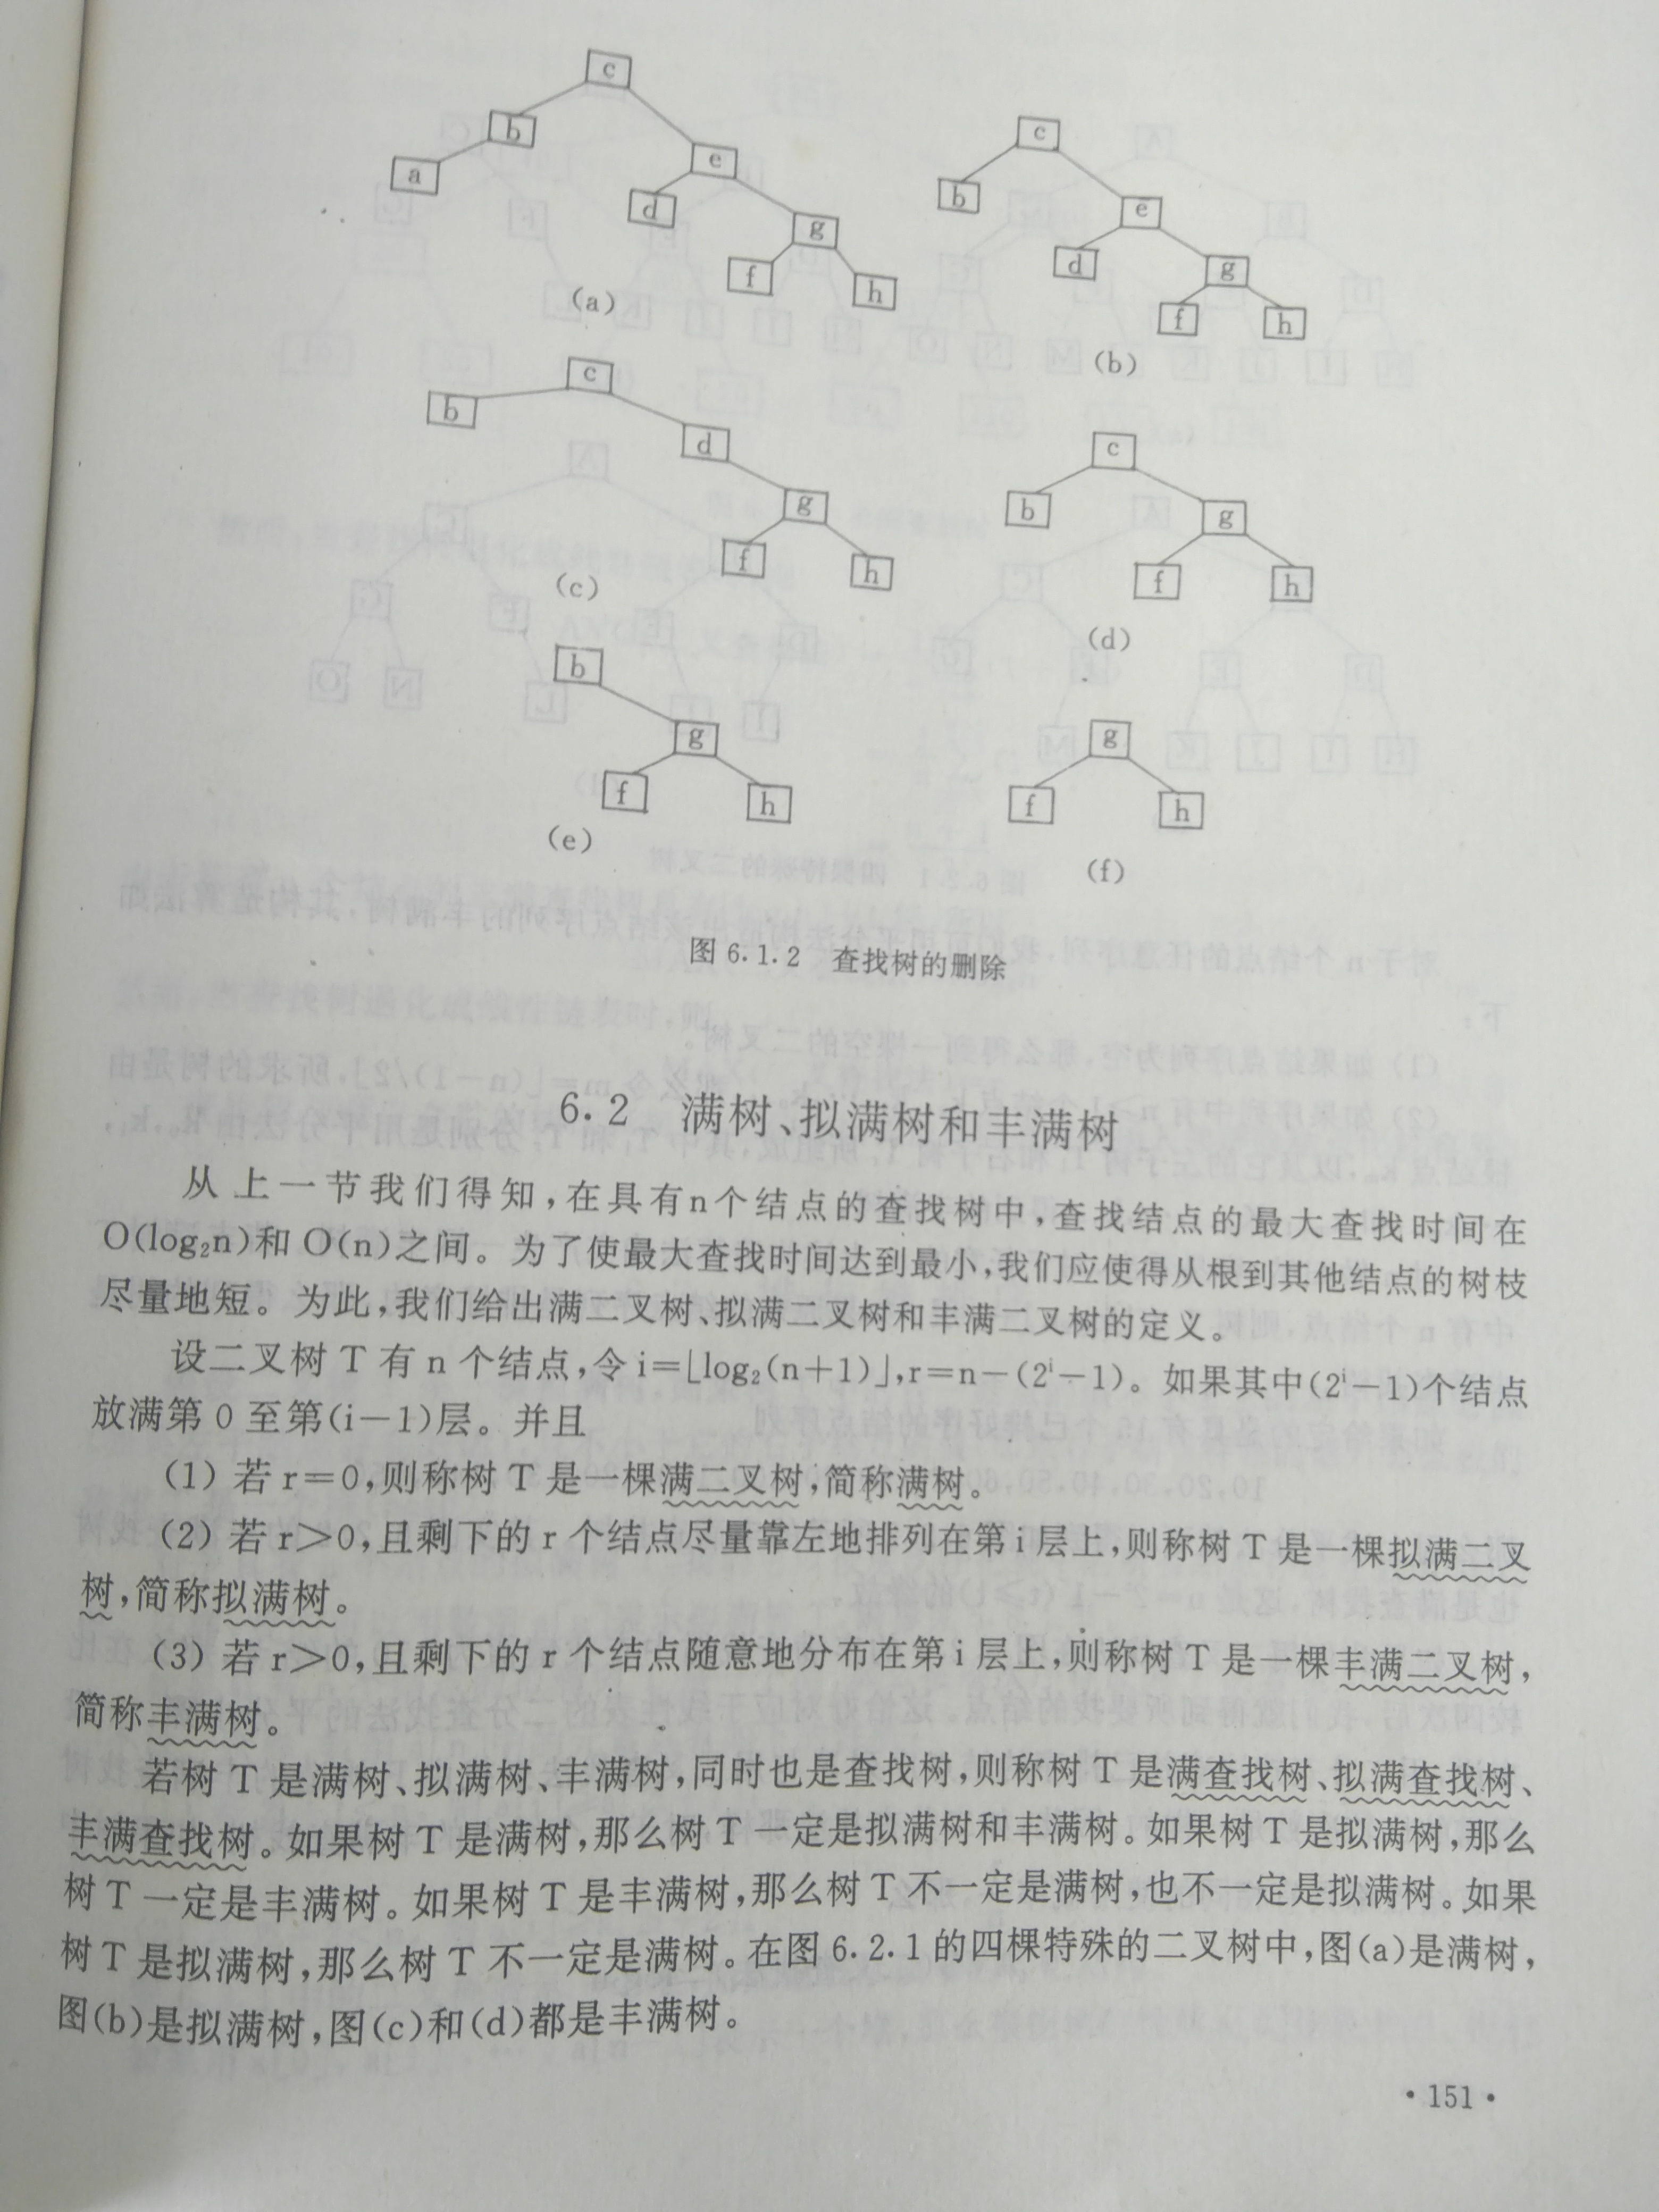 c
b
a
e
d
g
f
h
(a)
c
b
e
d
g
f
h
(b)
c
b
d
g
f
h
(c)
c
b
g
f
h
(d)
b
g
f
h
(e)
g
f
h
(f)
图 6.1.2 查找树的删除
6.2 满树、拟满树和丰满树
从上一节我们得知,在具有n个结点的查找树中,查找结点的最大查找时间在
O(log₂n)和 O(n)之间。为了使最大查找时间达到最小,我们应使得从根到其他结点的树枝
尽量地短。为此,我们给出满二叉树、拟满二叉树和丰满二叉树的定义。
设二叉树 T 有 n 个结点,令 i=⌊log₂(n+1)⌋,r=n−(2ⁱ−1)。如果其中(2ⁱ−1)个结点
放满第 0 至第(i−1)层。并且
(1) 若 r=0,则称树 T 是一棵满二叉树,简称满树。
(2) 若 r>0,且剩下的 r 个结点尽量靠左地排列在第 i 层上,则称树 T 是一棵拟满二叉
树,简称拟满树。
(3) 若 r>0,且剩下的 r 个结点随意地分布在第 i 层上,则称树 T 是一棵丰满二叉树,
简称丰满树。
若树 T 是满树、拟满树、丰满树,同时也是查找树,则称树 T 是满查找树、拟满查找树、
丰满查找树。如果树 T 是满树,那么树 T 一定是拟满树和丰满树。如果树 T 是拟满树,那么
树 T 一定是丰满树。如果树 T 是丰满树,那么树 T 不一定是满树,也不一定是拟满树。如果
树 T 是拟满树,那么树 T 不一定是满树。在图 6.2.1 的四棵特殊的二叉树中,图(a)是满树,
图(b)是拟满树,图(c)和(d)都是丰满树。
·151·